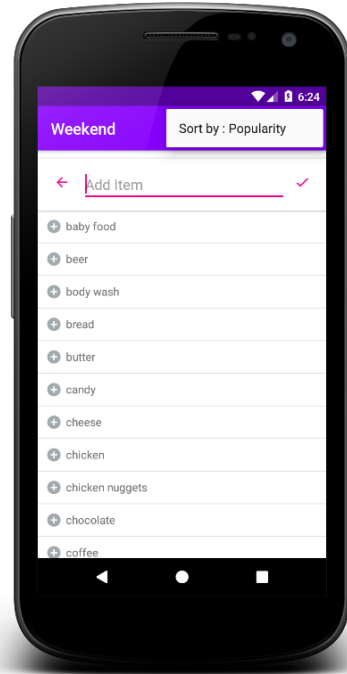 6:24
Weekend
Sort by : Popularity
Add Item
baby food
beer
body wash
bread
butter
candy
cheese
chicken
chicken nuggets
chocolate
coffee